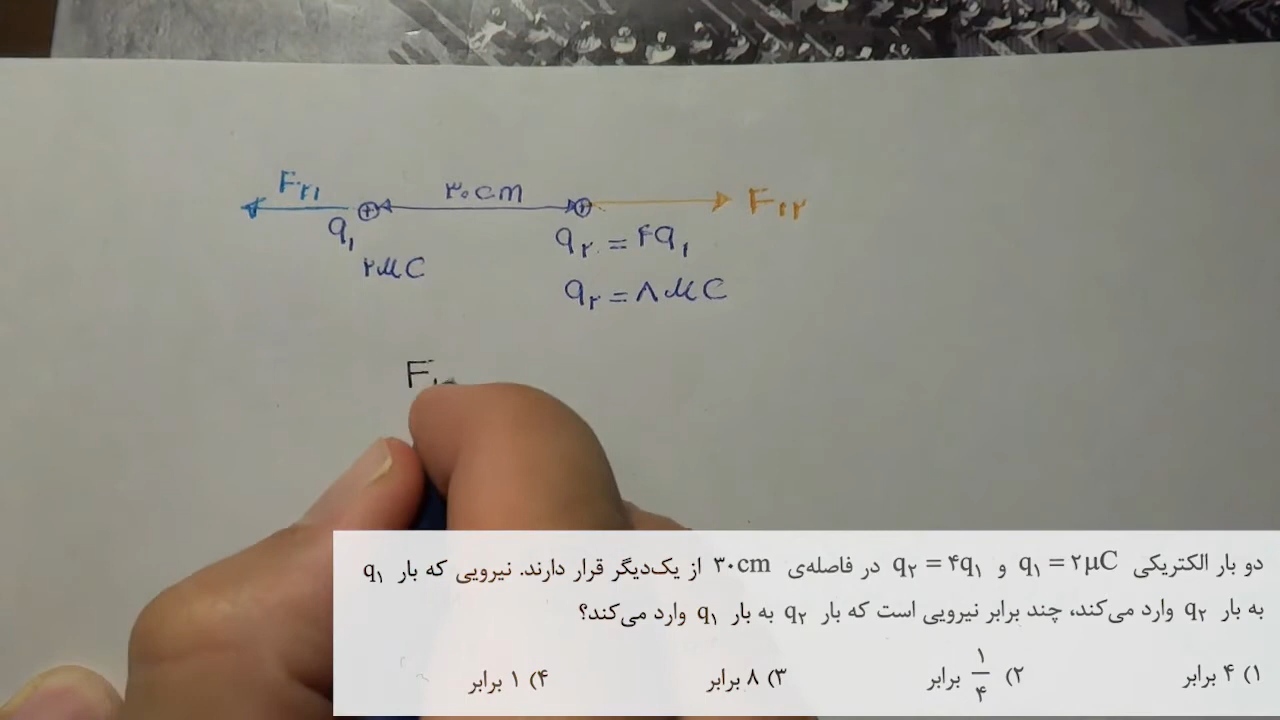 F۲۱ ۳۰cm F۱۲
q۱ q۲ = ۴q۱
۲μC q۲ = ۸μC
دو بار الکتریکی q۱ = ۲μC و q۲ = ۴q۱ در فاصله‌ی ۳۰cm از یک‌دیگر قرار دارند. نیرویی که بار q۱
به بار q۲ وارد می‌کند، چند برابر نیرویی است که بار q۲ به بار q۱ وارد می‌کند؟
۱) ۴ برابر ۲) ۱/۴ برابر ۳) ۸ برابر ۴) ۱ برابر